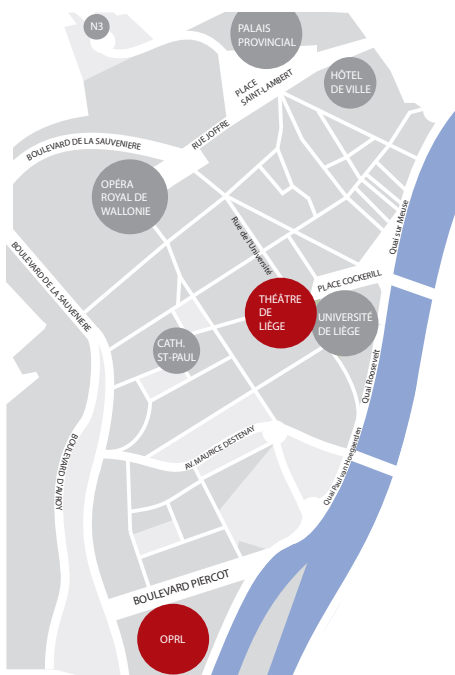 N3
PALAIS
PROVINCIAL
HÔTEL
DE VILLE
PLACE
SAINT-LAMBERT
RUE JOFFRE
BOULEVARD DE LA SAUVENIERE
OPÉRA
ROYAL DE
WALLONIE
Rue de l'Université
Quai sur Meuse
BOULEVARD DE LA SAUVENIERE
PLACE COCKERILL
THÉÂTRE
DE
LIÈGE
UNIVERSITÉ
DE LIÈGE
CATH.
ST-PAUL
Quai Roosevelt
AV. MAURICE DESTENAY
BOULEVARD D'AVROY
Quai Paul van Hoegaerden
BOULEVARD PIERCOT
OPRL